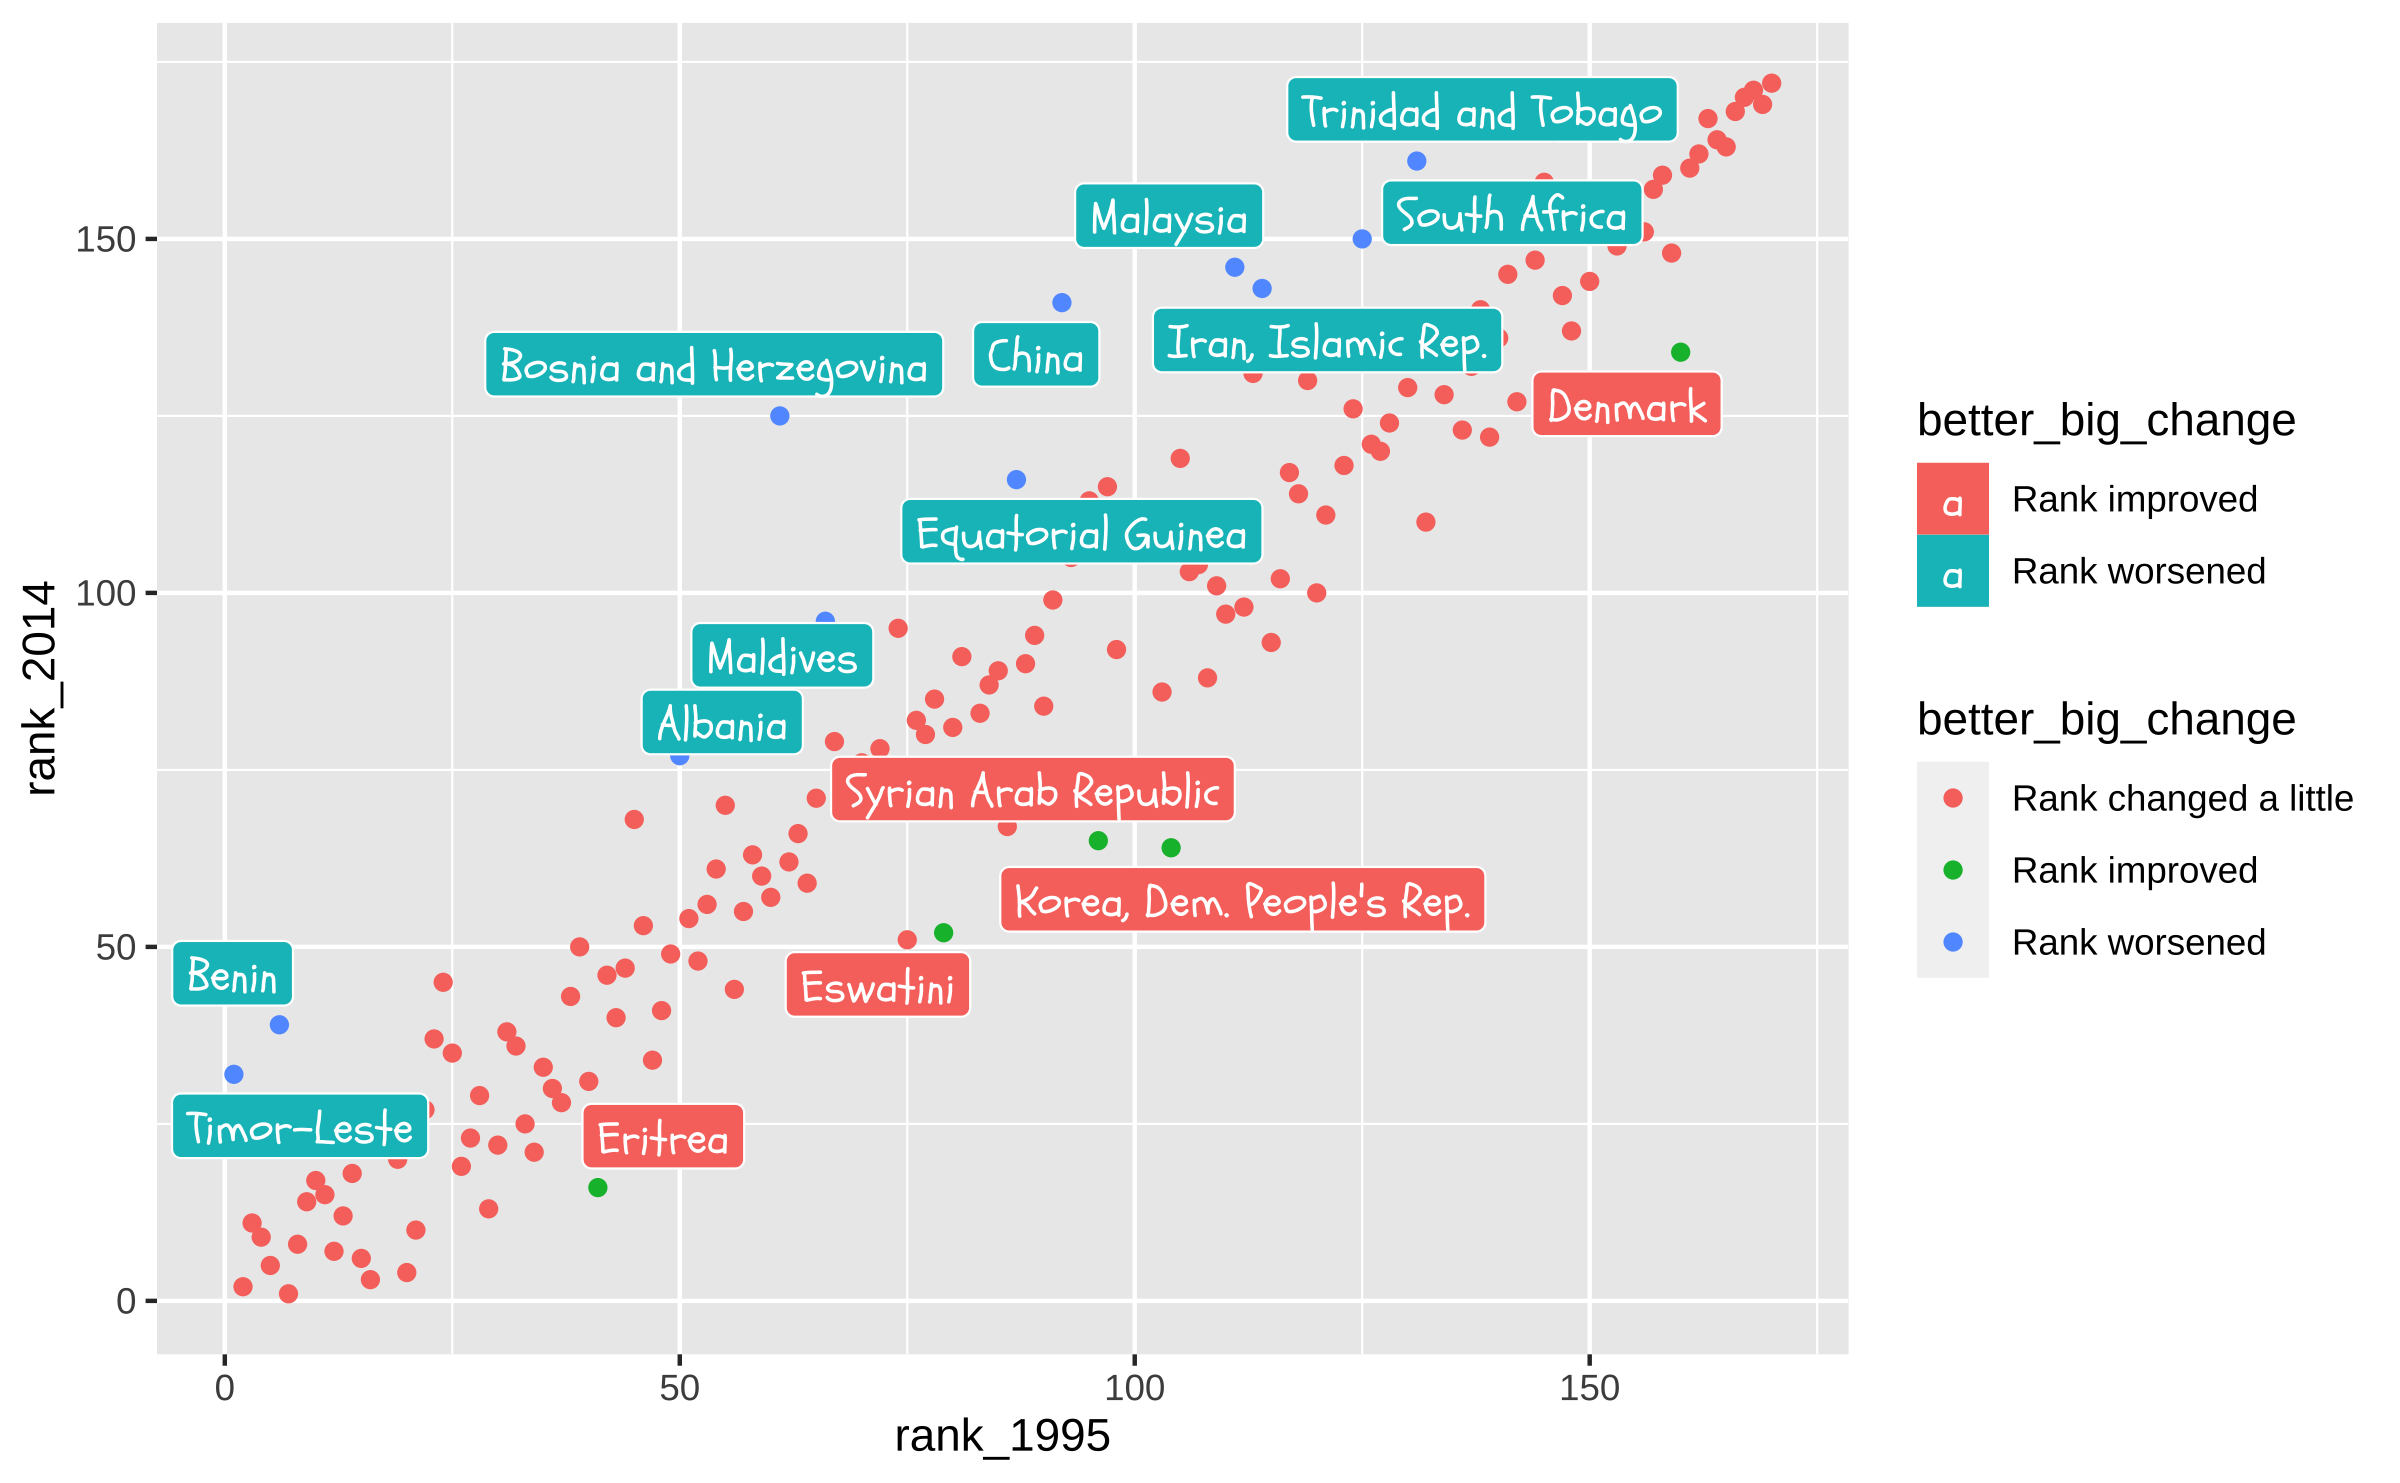 Trinidad and Tobago
Malaysia
South Africa
150
China
Iran, Islamic Rep.
Bosnia and Herzegovina
Denmark
Equatorial Guinea
100
Maldives
Albania
Syrian Arab Republic
Korea, Dem. People's Rep.
50
Benin
Eswatini
Timor-Leste
Eritrea
0
0 50 100 150
rank_1995
rank_2014
better_big_change
a Rank improved
a Rank worsened
better_big_change
Rank changed a little
Rank improved
Rank worsened